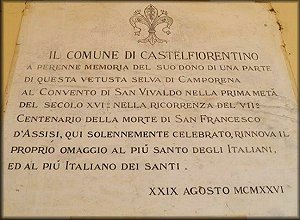 IL COMUNE DI CASTELFIORENTINO
A PERENNE MEMORIA DEL SUO DONO DI UNA PARTE
DI QUESTA VETUSTA SELVA DI CAMPORENA
AL CONVENTO DI SAN VIVALDO NELLA PRIMA METÀ
DEL SECOLO XVI: NELLA RICORRENZA DEL VII:
CENTENARIO DELLA MORTE DI SAN FRANCESCO
D'ASSISI, QUI SOLENNEMENTE CELEBRATO, RINNOVA IL
PROPRIO OMAGGIO AL PIÚ SANTO DEGLI ITALIANI,
ED AL PIÚ ITALIANO DEI SANTI.
XXIX AGOSTO MCMXXVI